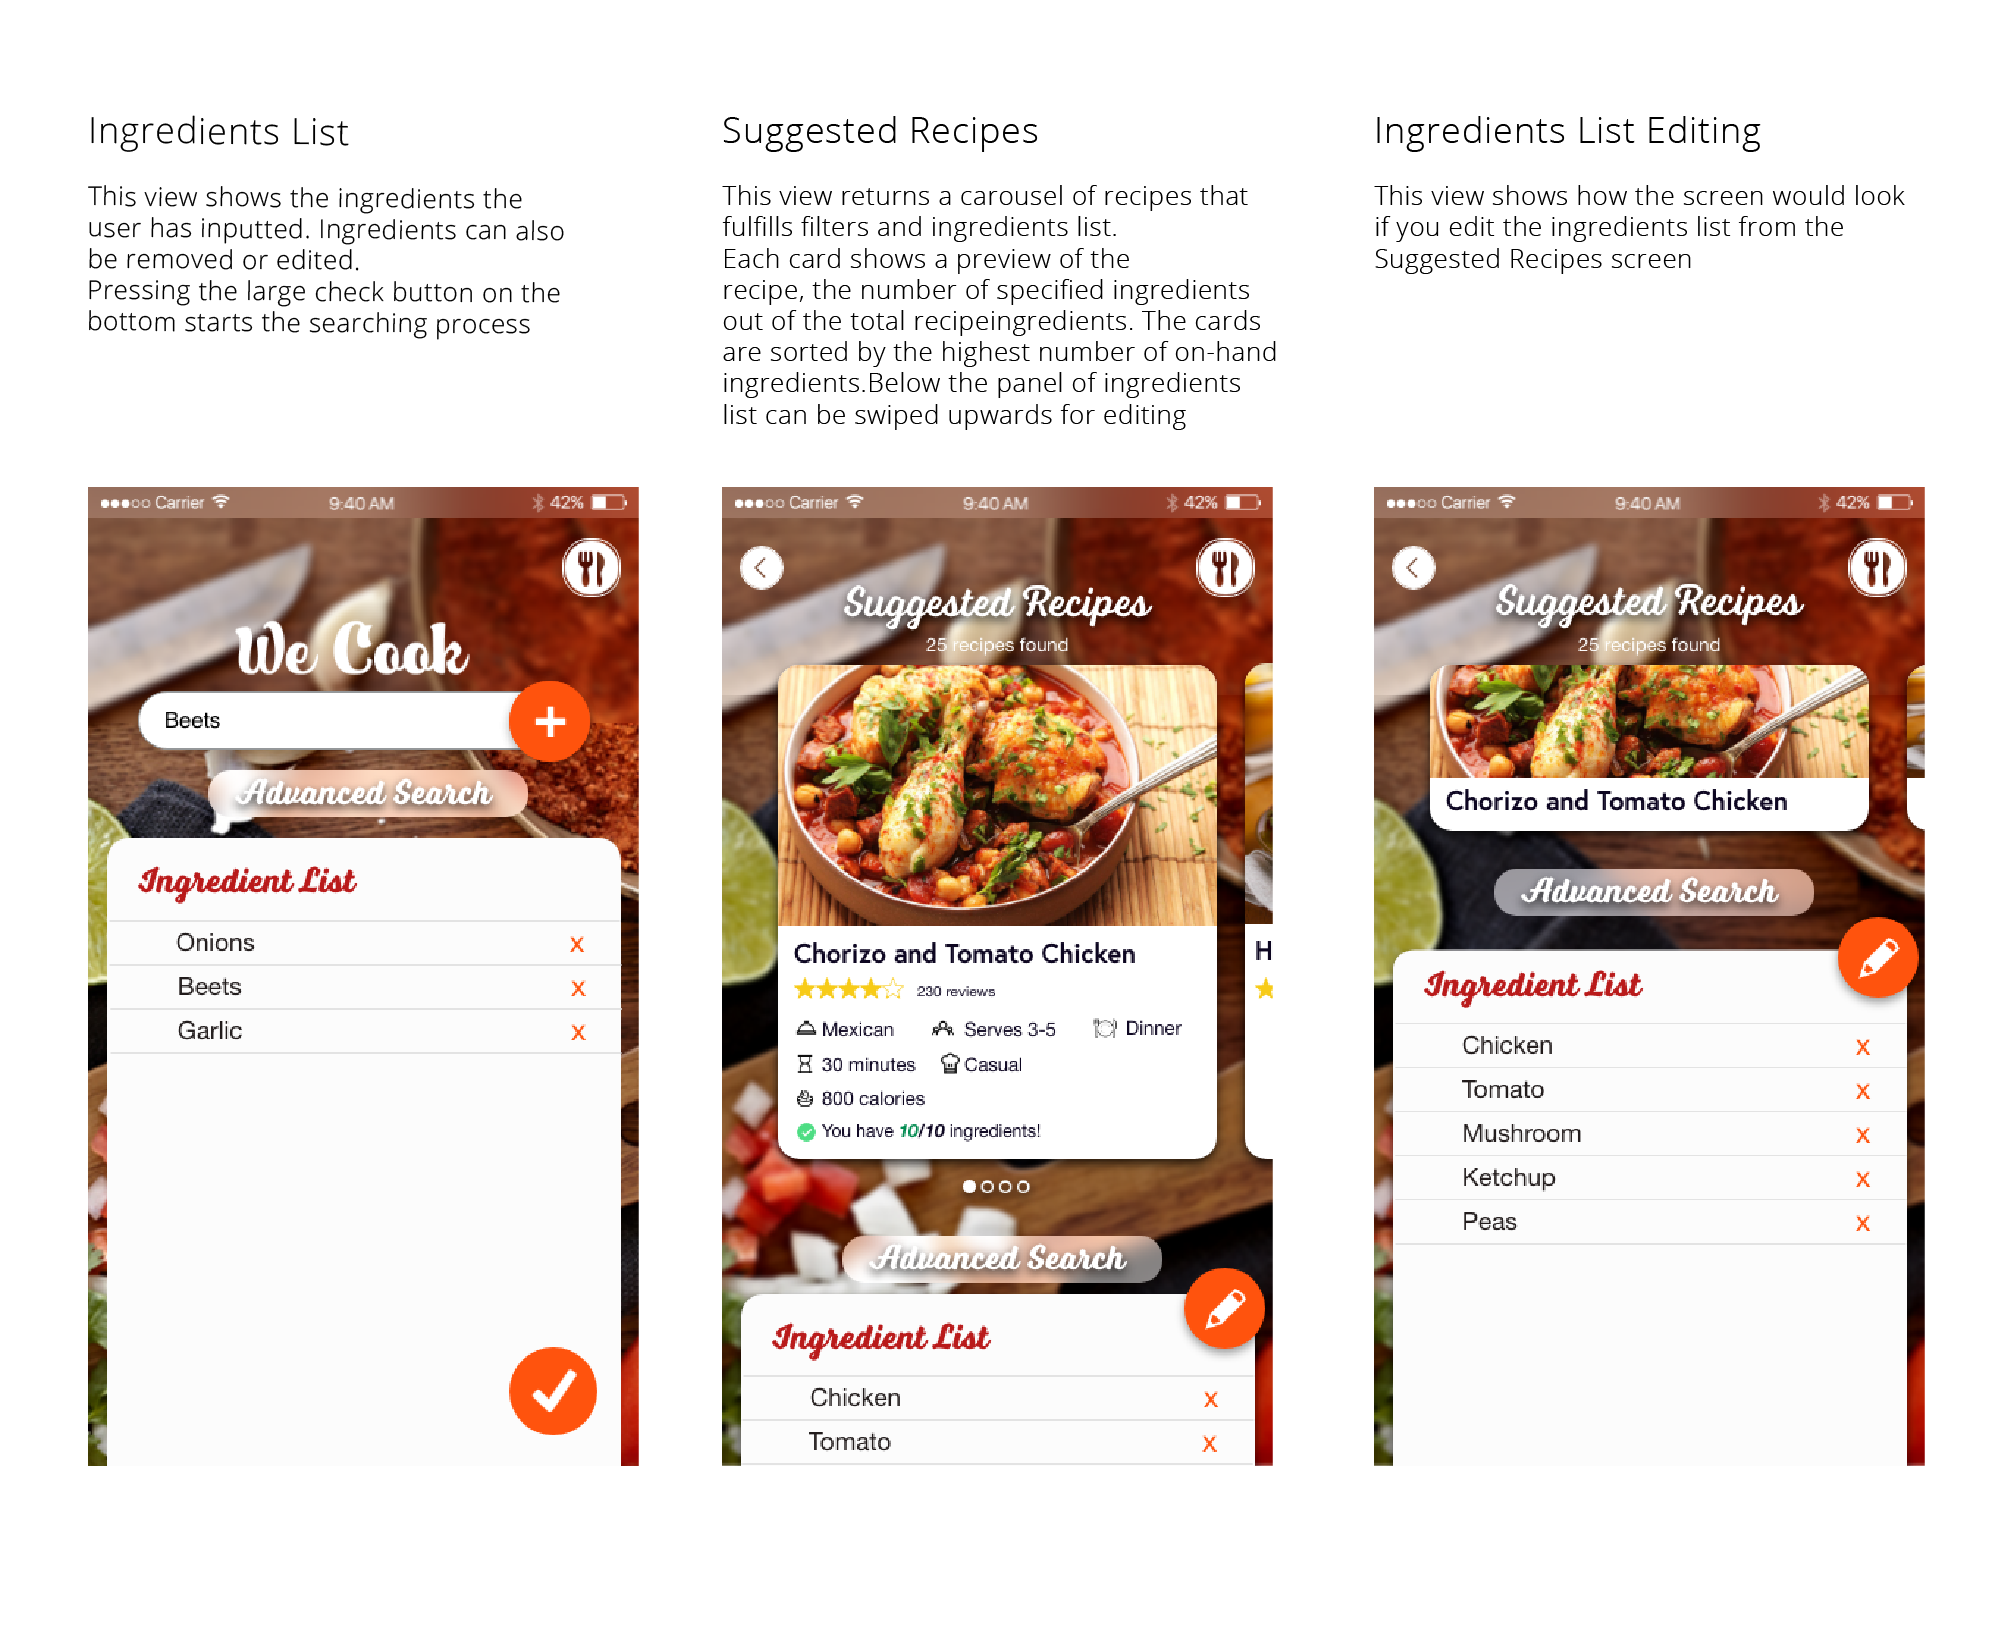 Ingredients List
This view shows the ingredients the
user has inputted. Ingredients can also
be removed or edited.
Pressing the large check button on the
bottom starts the searching process
Suggested Recipes
This view returns a carousel of recipes that
fulfills filters and ingredients list.
Each card shows a preview of the
recipe, the number of specified ingredients
out of the total recipeingredients. The cards
are sorted by the highest number of on-hand
ingredients.Below the panel of ingredients
list can be swiped upwards for editing
Ingredients List Editing
This view shows how the screen would look
if you edit the ingredients list from the
Suggested Recipes screen
Carrier 9:40 AM 42%
We Cook
Beets
Advanced Search
Ingredient List
Onions x
Beets x
Garlic x
Carrier 9:40 AM 42%
Suggested Recipes
25 recipes found
Chorizo and Tomato Chicken
230 reviews
Mexican Serves 3-5 Dinner
30 minutes Casual
800 calories
You have 10/10 ingredients!
H
Advanced Search
Ingredient List
Chicken x
Tomato x
Carrier 9:40 AM 42%
Suggested Recipes
25 recipes found
Chorizo and Tomato Chicken
Advanced Search
Ingredient List
Chicken x
Tomato x
Mushroom x
Ketchup x
Peas x